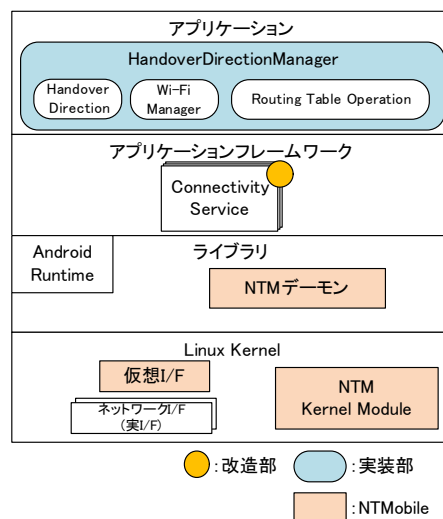 アプリケーション
HandoverDirectionManager
Handover
Direction
Wi-Fi
Manager
Routing Table Operation
アプリケーションフレームワーク
Connectivity
Service
Android
Runtime
ライブラリ
NTMデーモン
Linux Kernel
仮想I/F
ネットワークI/F
(実I/F)
NTM
Kernel Module
:改造部
:実装部
:NTMobile